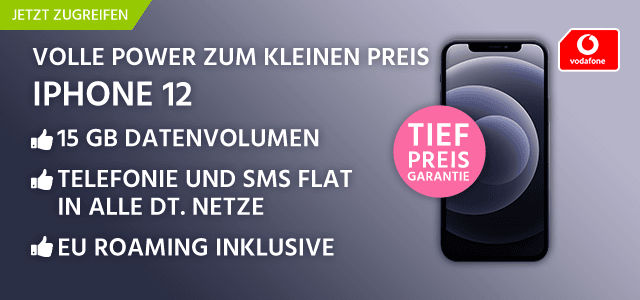 JETZT ZUGREIFEN
VOLLE POWER ZUM KLEINEN PREIS
IPHONE 12
15 GB DATENVOLUMEN
TELEFONIE UND SMS FLAT
IN ALLE DT. NETZE
EU ROAMING INKLUSIVE
TIEF
PREIS
GARANTIE
vodafone